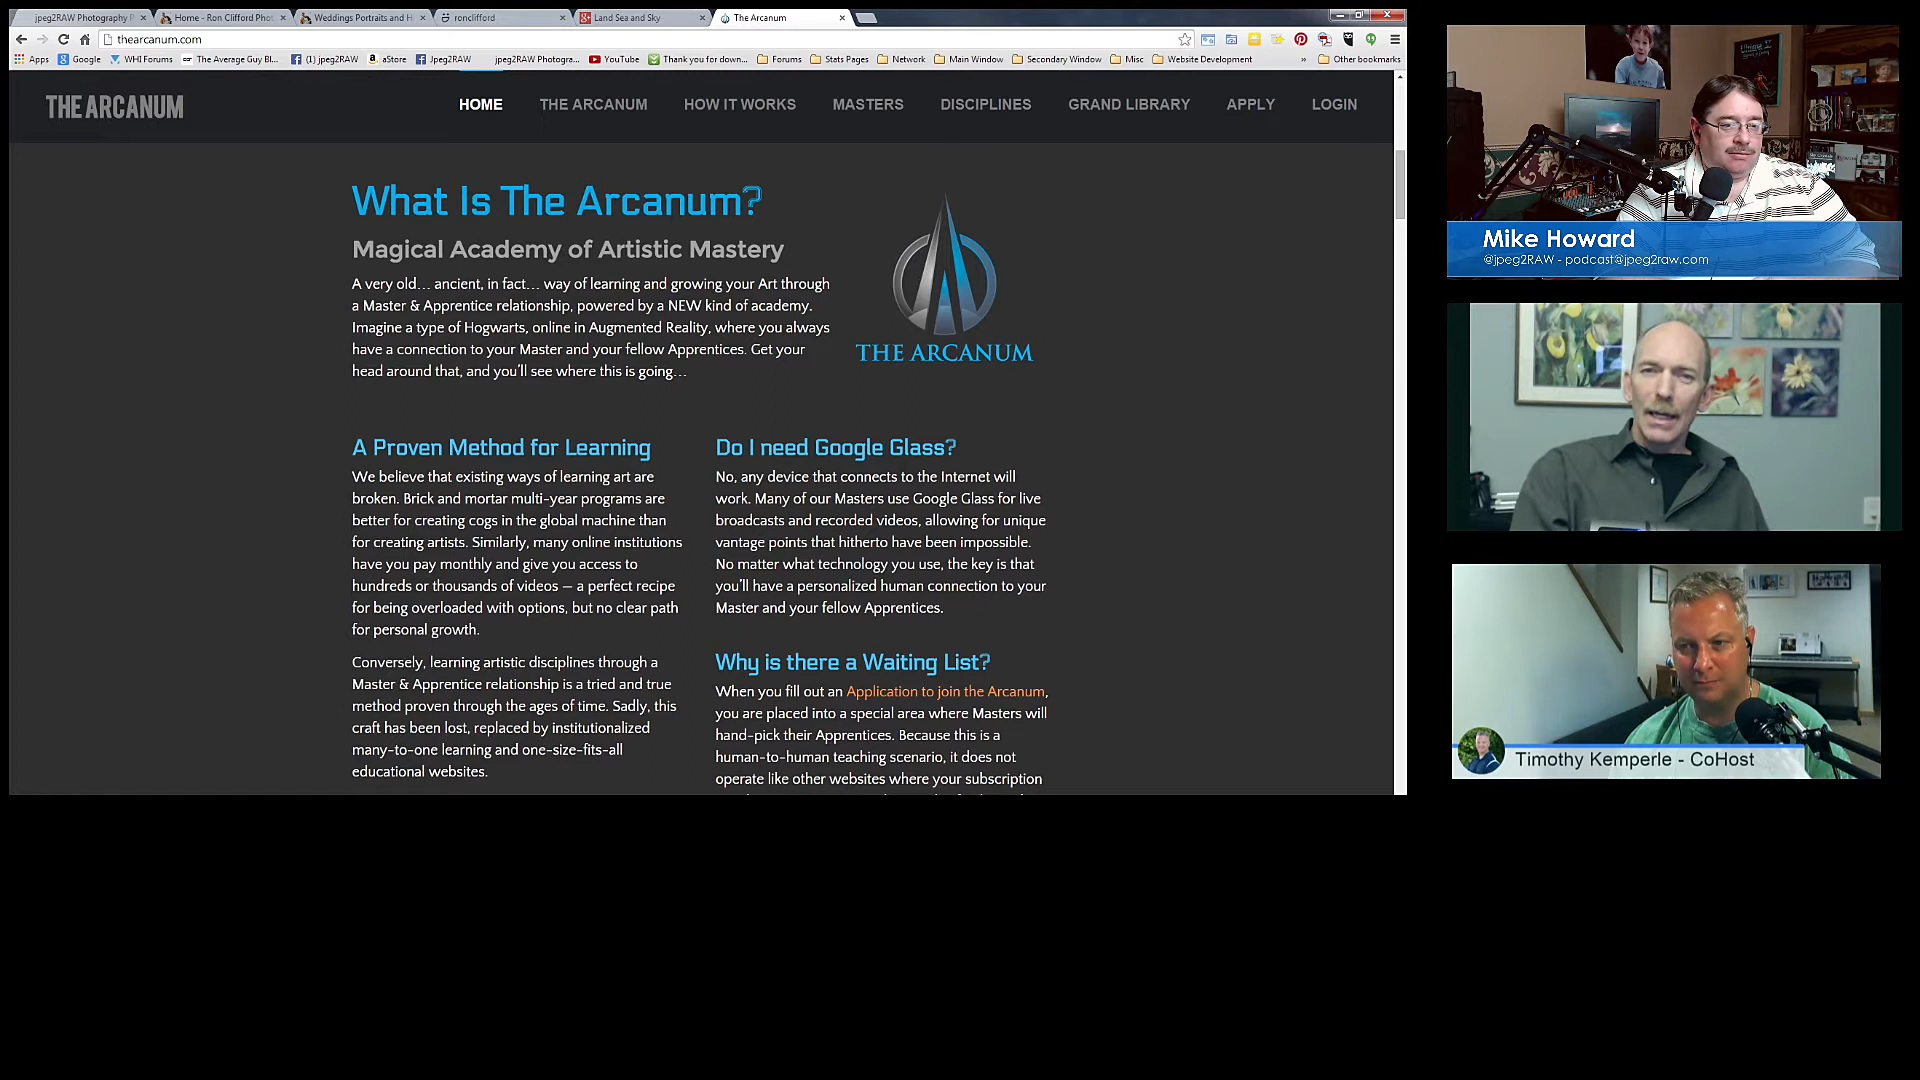 jpeg2RAW Photography P
Home - Ron Clifford Phot
Weddings Portraits and H
ronclifford
Land Sea and Sky
The Arcanum
thearcanum.com
Apps
Google
WHI Forums
The Average Guy Bl...
(1) jpeg2RAW
aStore
Jpeg2RAW
jpeg2RAW Photogra...
YouTube
Thank you for down...
Forums
Stats Pages
Network
Main Window
Secondary Window
Misc
Website Development
»
Other bookmarks
THE ARCANUM
HOME
THE ARCANUM
HOW IT WORKS
MASTERS
DISCIPLINES
GRAND LIBRARY
APPLY
LOGIN
What Is The Arcanum?
Magical Academy of Artistic Mastery
A very old... ancient, in fact... way of learning and growing your Art through
a Master & Apprentice relationship, powered by a NEW kind of academy.
Imagine a type of Hogwarts, online in Augmented Reality, where you always
have a connection to your Master and your fellow Apprentices. Get your
head around that, and you'll see where this is going...
THE ARCANUM
A Proven Method for Learning
We believe that existing ways of learning art are
broken. Brick and mortar multi-year programs are
better for creating cogs in the global machine than
for creating artists. Similarly, many online institutions
have you pay monthly and give you access to
hundreds or thousands of videos – a perfect recipe
for being overloaded with options, but no clear path
for personal growth.
Conversely, learning artistic disciplines through a
Master & Apprentice relationship is a tried and true
method proven through the ages of time. Sadly, this
craft has been lost, replaced by institutionalized
many-to-one learning and one-size-fits-all
educational websites.
Do I need Google Glass?
No, any device that connects to the Internet will
work. Many of our Masters use Google Glass for live
broadcasts and recorded videos, allowing for unique
vantage points that hitherto have been impossible.
No matter what technology you use, the key is that
you'll have a personalized human connection to your
Master and your fellow Apprentices.
Why is there a Waiting List?
When you fill out an Application to join the Arcanum,
you are placed into a special area where Masters will
hand-pick their Apprentices. Because this is a
human-to-human teaching scenario, it does not
operate like other websites where your subscription
Mike Howard
@jpeg2RAW - podcast@jpeg2raw.com
Timothy Kemperle - CoHost